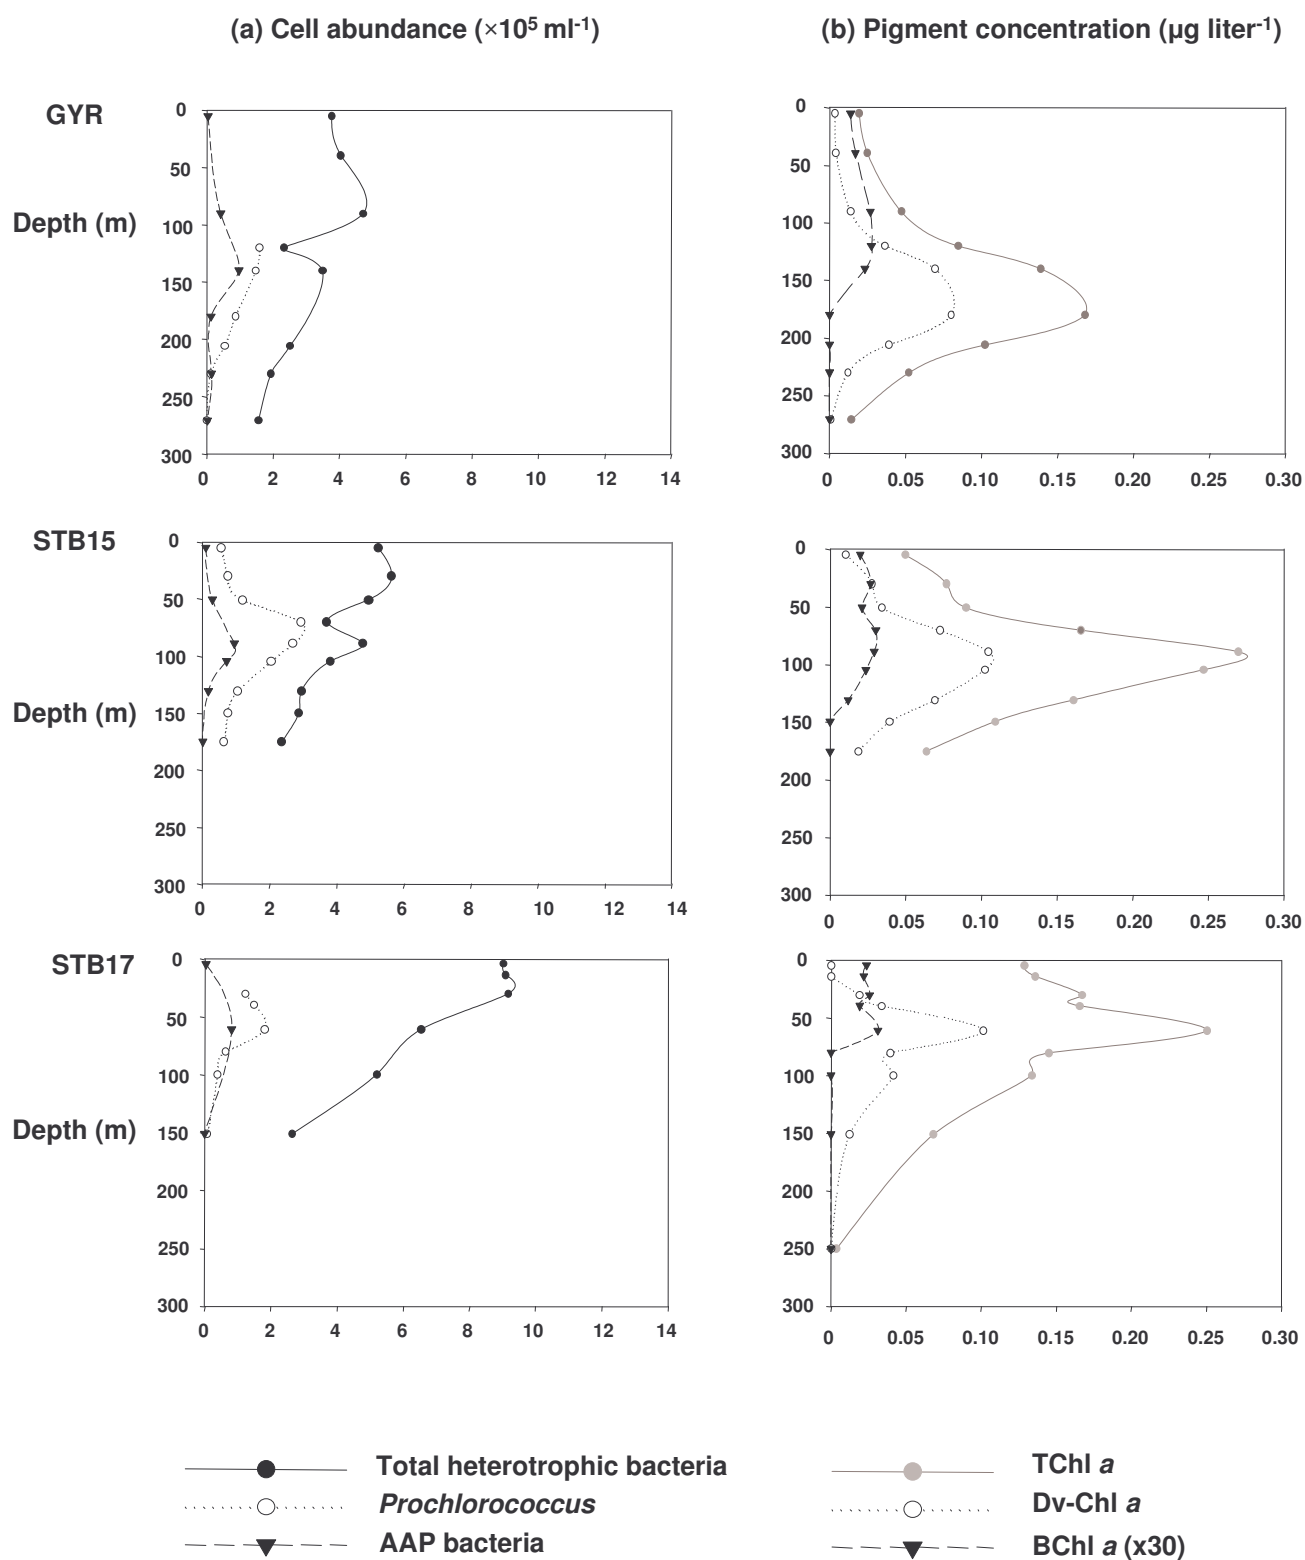 (a) Cell abundance (×10⁵ ml⁻¹)
(b) Pigment concentration (µg liter⁻¹)
GYR
Depth (m)
0
50
100
150
200
250
300
0 2 4 6 8 10 12 14
0
50
100
150
200
250
300
0 0.05 0.10 0.15 0.20 0.25 0.30
STB15
Depth (m)
0
50
100
150
200
250
300
0 2 4 6 8 10 12 14
0
50
100
150
200
250
300
0 0.05 0.10 0.15 0.20 0.25 0.30
STB17
Depth (m)
0
50
100
150
200
250
300
0 2 4 6 8 10 12 14
0
50
100
150
200
250
300
0 0.05 0.10 0.15 0.20 0.25 0.30
Total heterotrophic bacteria
Prochlorococcus
AAP bacteria
TChl a
Dv-Chl a
BChl a (x30)